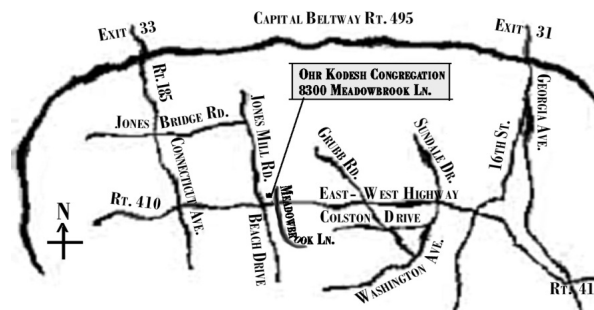 Capital Beltway Rt. 495
Exit 33
Exit 31
Rt. 185
Ohr Kodesh Congregation
8300 Meadowbrook Ln.
Georgia Ave.
Jones Bridge Rd.
Jones Mill Rd.
Grubb Rd.
Sundale Dr.
16th St.
Connecticut Ave.
Meadowbrook Ln.
East-West Highway
Rt. 410
Colston Drive
N
Beach Drive
Washington Ave.
Rt. 41